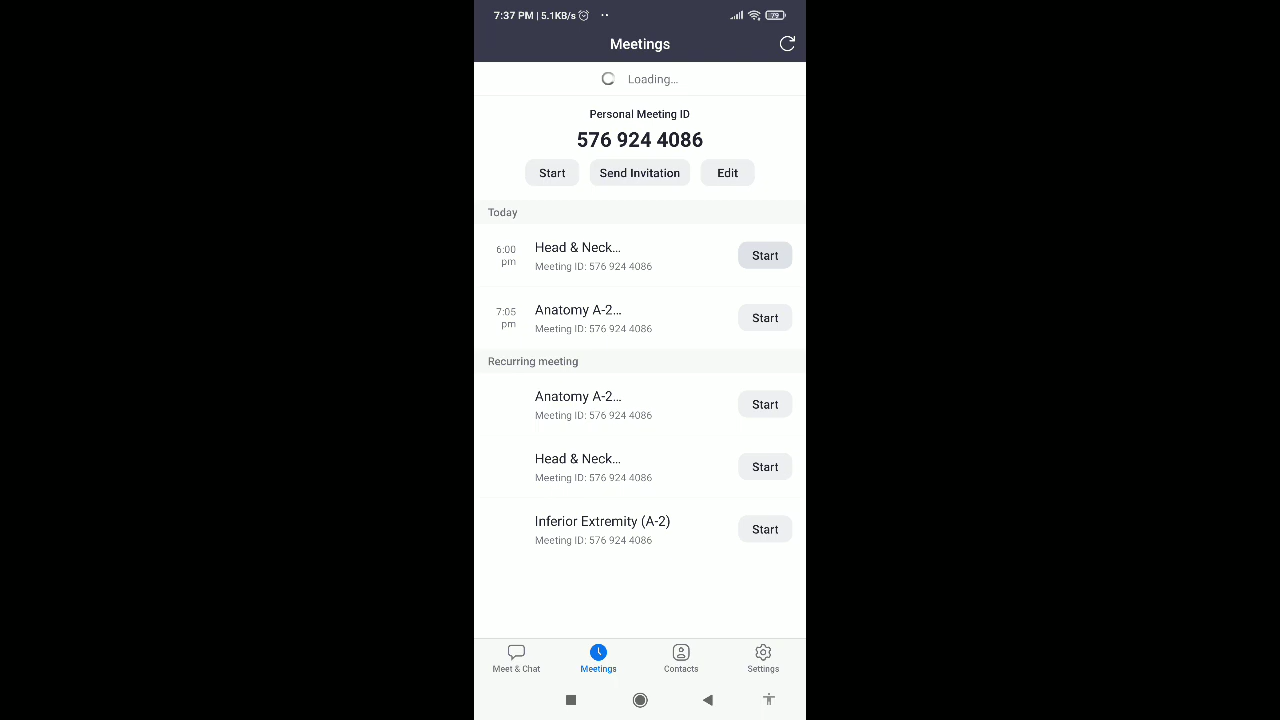 7:37 PM | 5.1KB/s
79
Meetings
Loading...
Personal Meeting ID
576 924 4086
Start
Send Invitation
Edit
Today
6:00 pm
Head & Neck...
Meeting ID: 576 924 4086
Start
7:05 pm
Anatomy A-2...
Meeting ID: 576 924 4086
Start
Recurring meeting
Anatomy A-2...
Meeting ID: 576 924 4086
Start
Head & Neck...
Meeting ID: 576 924 4086
Start
Inferior Extremity (A-2)
Meeting ID: 576 924 4086
Start
Meet & Chat
Meetings
Contacts
Settings